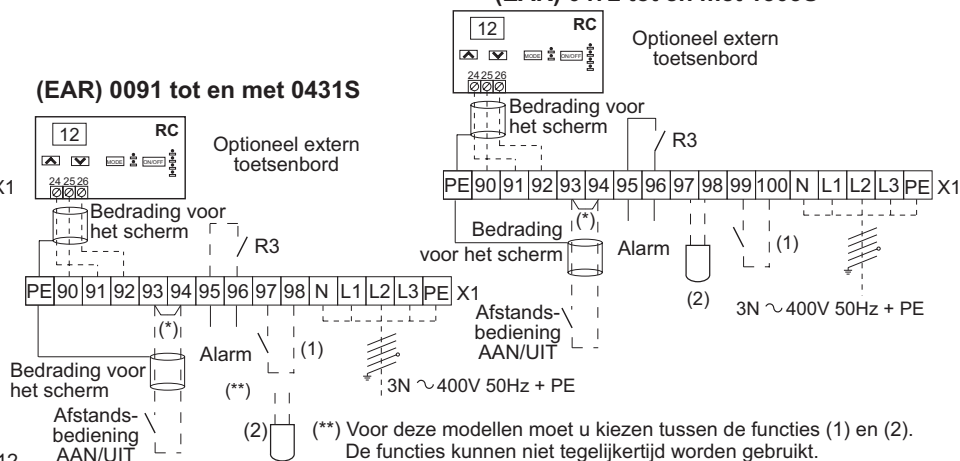 (EAR) 0091 tot en met 0431S
12
RC
MODE
ON/OFF
24 25 26
Optioneel extern
toetsenbord
X1
Bedrading voor
het scherm
R3
PE 90 91 92 93 94 95 96 97 98 N L1 L2 L3 PE X1
(*)
Alarm
(1)
(**)
3N ~ 400V 50Hz + PE
Bedrading voor
het scherm
Afstands-
bediening
AAN/UIT
(2)
12
RC
MODE
ON/OFF
24 25 26
Optioneel extern
toetsenbord
Bedrading voor
het scherm
R3
PE 90 91 92 93 94 95 96 97 98 99 100 N L1 L2 L3 PE X1
(*)
Bedrading
voor het scherm
Alarm
(1)
(2)
3N ~ 400V 50Hz + PE
Afstands-
bediening
AAN/UIT
(**) Voor deze modellen moet u kiezen tussen de functies (1) en (2).
De functies kunnen niet tegelijkertijd worden gebruikt.